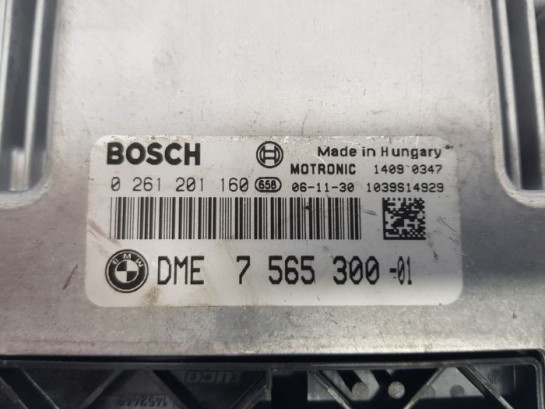 BOSCH
Made in Hungary
MOTRONIC 1409 0347
0 261 201 160 658 06-11-30 1039S14929
BMW DME 7 565 300 -01